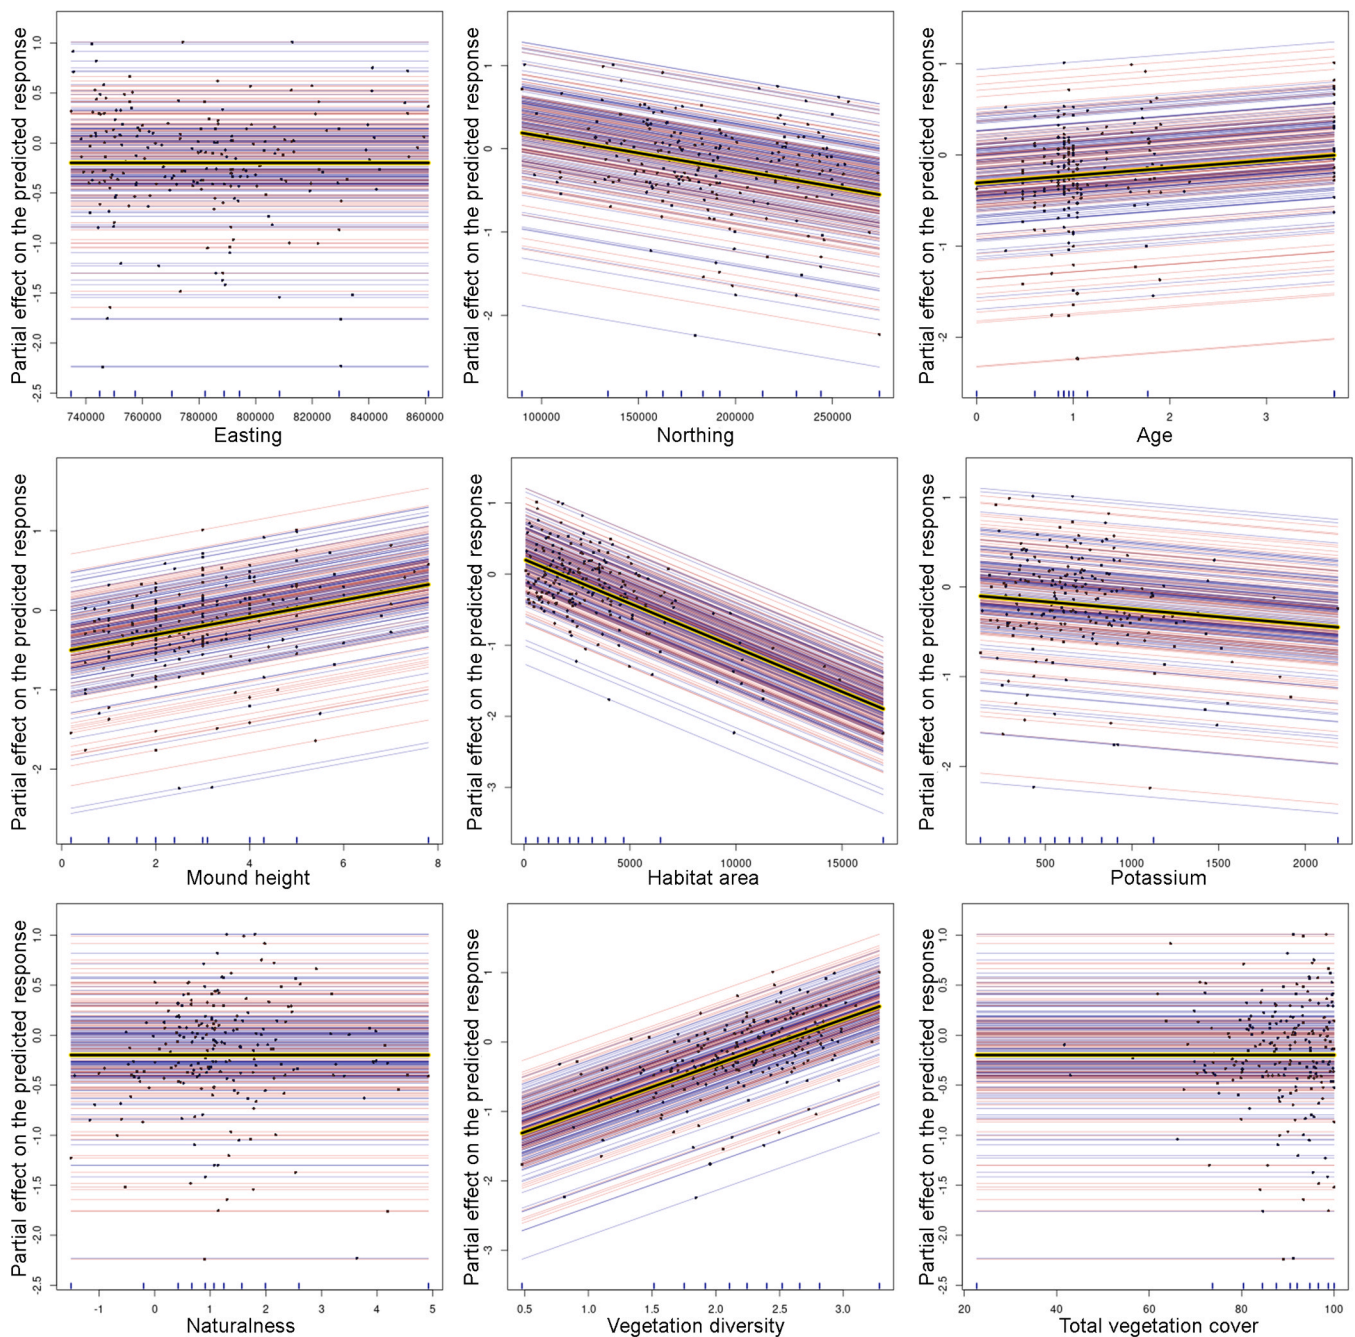 Partial effect on the predicted response
1.0
0.5
0.0
-0.5
-1.0
-1.5
-2.0
-2.5
740000 760000 780000 800000 820000 840000 860000
Easting
Partial effect on the predicted response
1
0
-1
-2
100000 150000 200000 250000
Northing
Partial effect on the predicted response
1
0
-1
-2
0 1 2 3
Age
Partial effect on the predicted response
1
0
-1
-2
0 2 4 6 8
Mound height
Partial effect on the predicted response
1
0
-1
-2
-3
0 5000 10000 15000
Habitat area
Partial effect on the predicted response
1
0
-1
-2
500 1000 1500 2000
Potassium
Partial effect on the predicted response
1.0
0.5
0.0
-0.5
-1.0
-1.5
-2.0
-2.5
-1 0 1 2 3 4 5
Naturalness
Partial effect on the predicted response
1
0
-1
-2
-3
0.5 1.0 1.5 2.0 2.5 3.0
Vegetation diversity
Partial effect on the predicted response
1.0
0.5
0.0
-0.5
-1.0
-1.5
-2.0
-2.5
20 40 60 80 100
Total vegetation cover